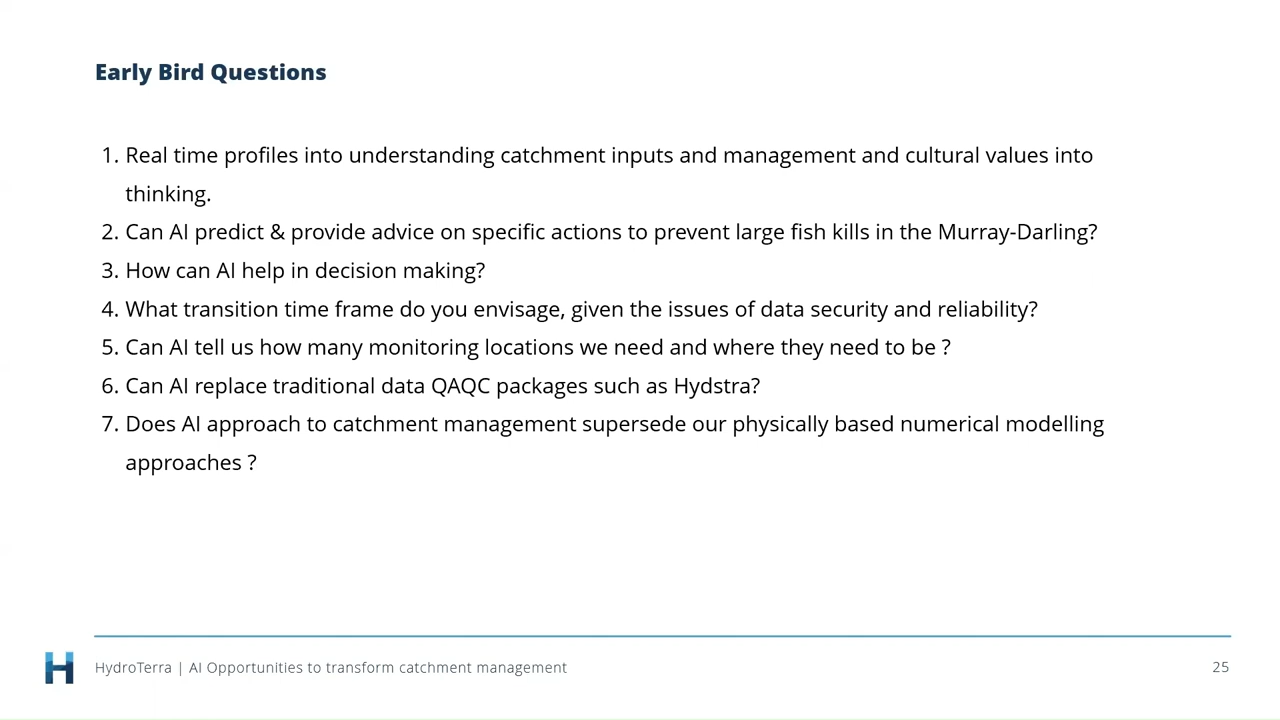 Early Bird Questions
1. Real time profiles into understanding catchment inputs and management and cultural values into
thinking.
2. Can AI predict & provide advice on specific actions to prevent large fish kills in the Murray-Darling?
3. How can AI help in decision making?
4. What transition time frame do you envisage, given the issues of data security and reliability?
5. Can AI tell us how many monitoring locations we need and where they need to be ?
6. Can AI replace traditional data QAQC packages such as Hydstra?
7. Does AI approach to catchment management supersede our physically based numerical modelling
approaches ?
HydroTerra | AI Opportunities to transform catchment management
25